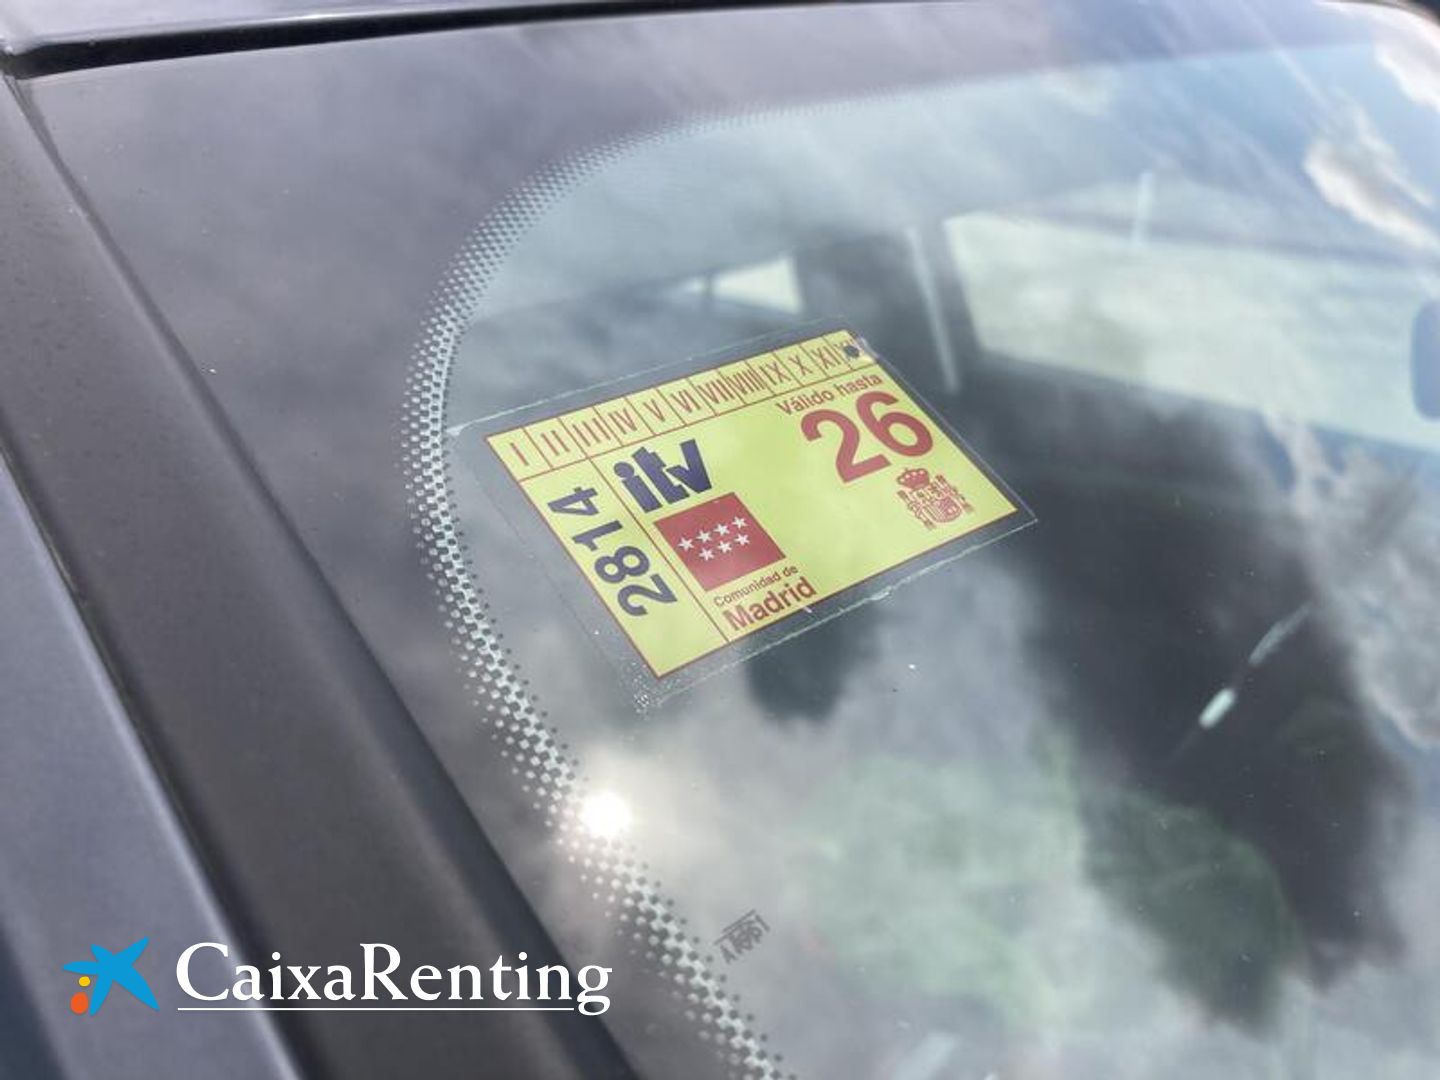 I II III IV V VI VII VIII IX X XI
Válido hasta
26
itv
2814
Comunidad de
Madrid
CaixaRenting